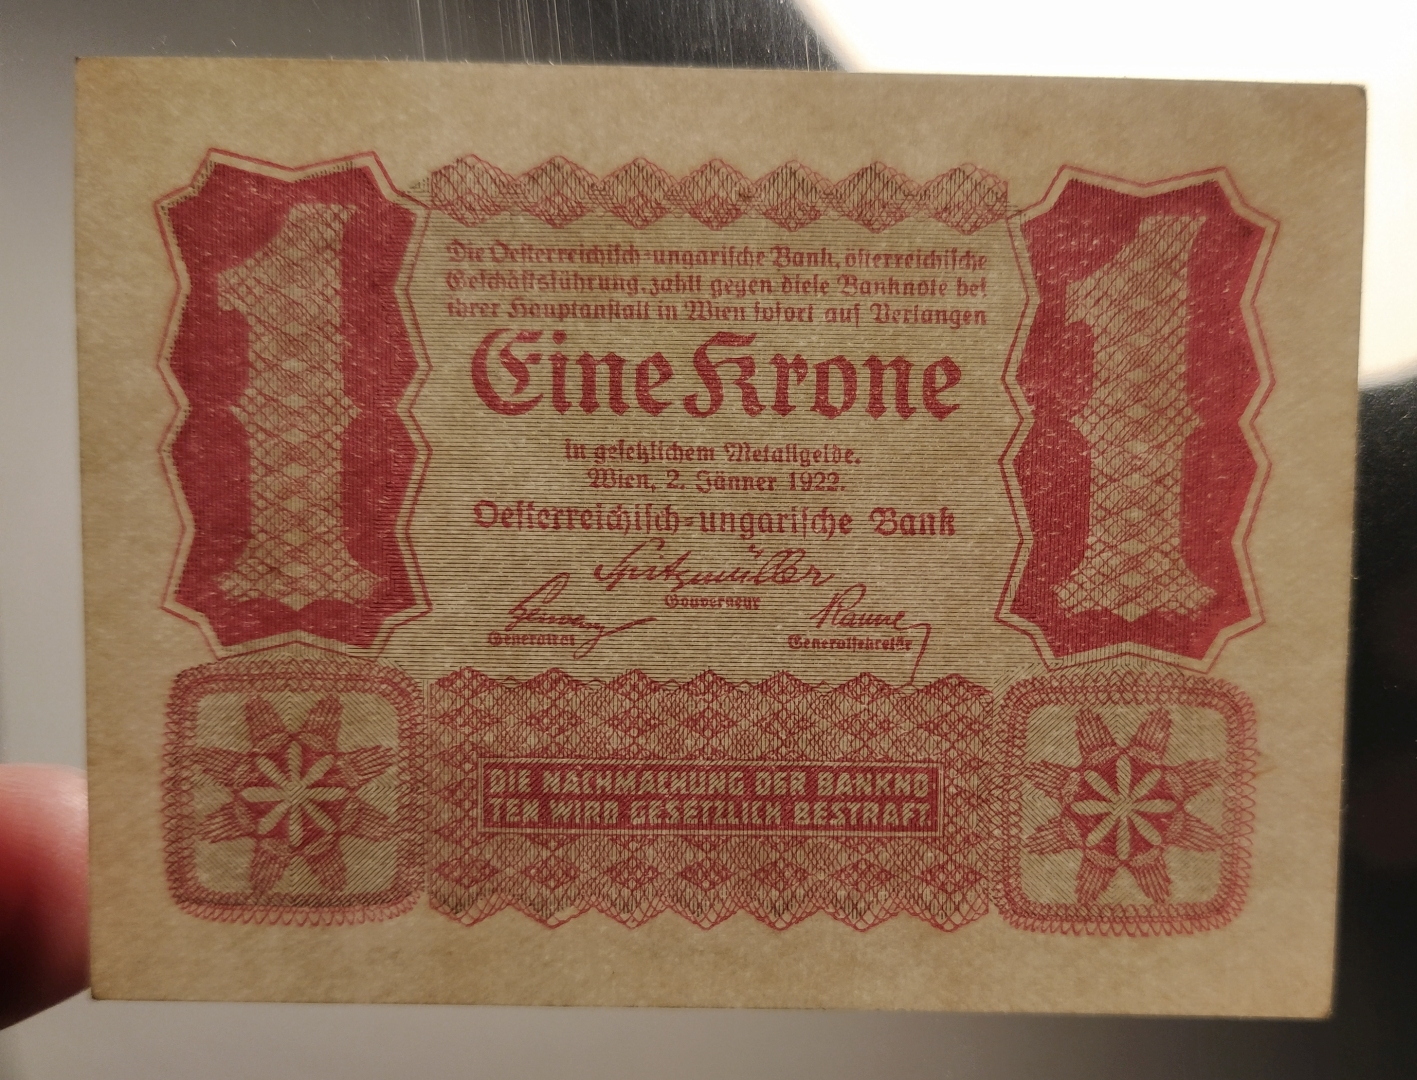 1
1
Die Oesterreichisch-ungarische Bank, österreichische
Geschäftsführung, zahlt gegen diese Banknote bei
ihrer Hauptanstalt in Wien sofort auf Verlangen
Eine Krone
in gesetzlichem Metallgelde.
Wien, 2. Jänner 1922.
Oesterreichisch-ungarische Bank
Spitzmüller
Gouverneur
Ranne
Generalrat
Generalsekretär
DIE NACHMACHUNG DER BANKNO
TEN WIRD GESETZLICH BESTRAFT.